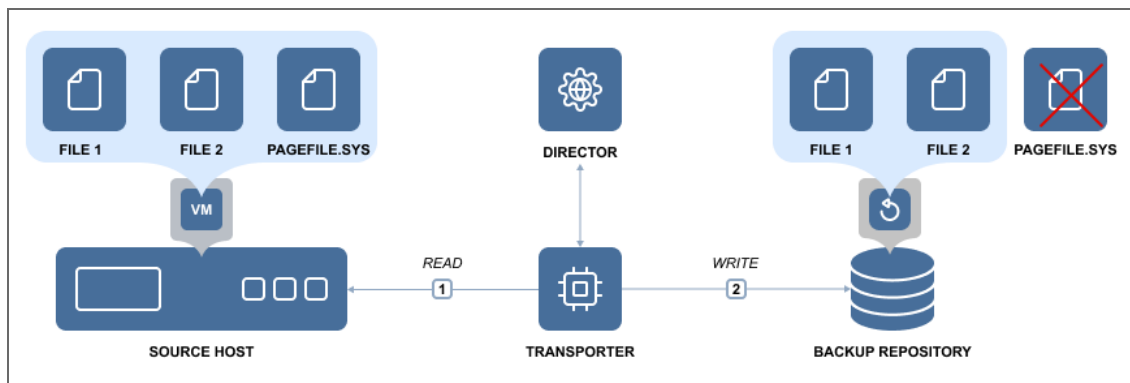 FILE 1
FILE 2
PAGEFILE.SYS
DIRECTOR
FILE 1
FILE 2
PAGEFILE.SYS
VM
READ
1
WRITE
2
SOURCE HOST
TRANSPORTER
BACKUP REPOSITORY